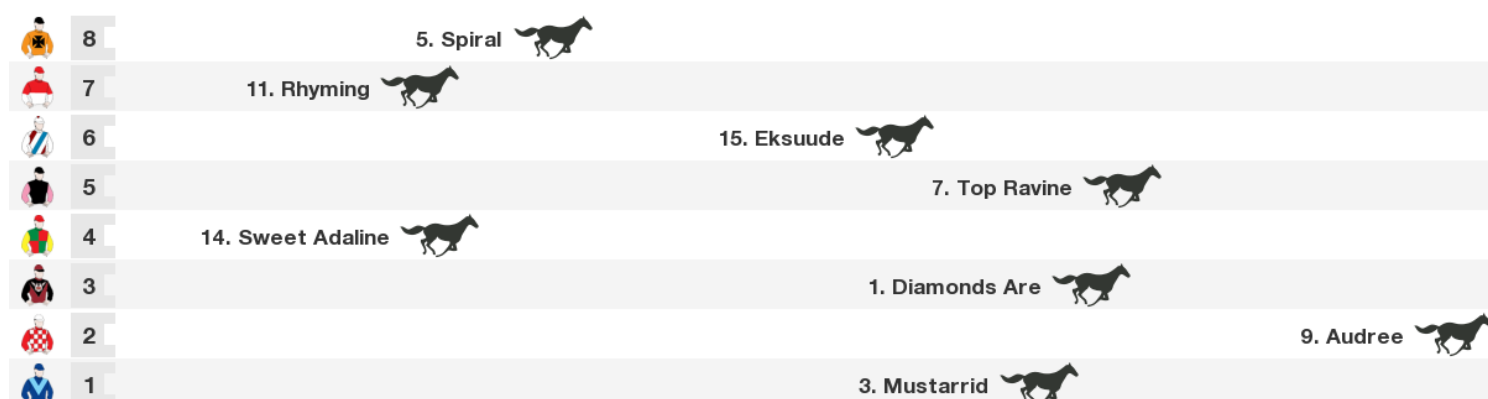 8 5. Spiral
7 11. Rhyming
6 15. Eksuude
5 7. Top Ravine
4 14. Sweet Adaline
3 1. Diamonds Are
2 9. Audree
1 3. Mustarrid